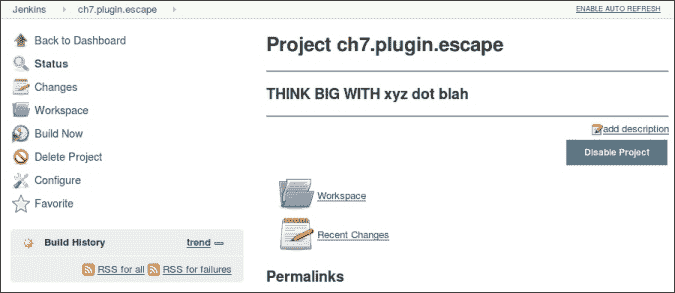 Jenkins ch7.plugin.escape ENABLE AUTO REFRESH
Back to Dashboard
Status
Changes
Workspace
Build Now
Delete Project
Configure
Favorite
Build History trend
RSS for all RSS for failures
Project ch7.plugin.escape
THINK BIG WITH xyz dot blah
add description
Disable Project
Workspace
Recent Changes
Permalinks